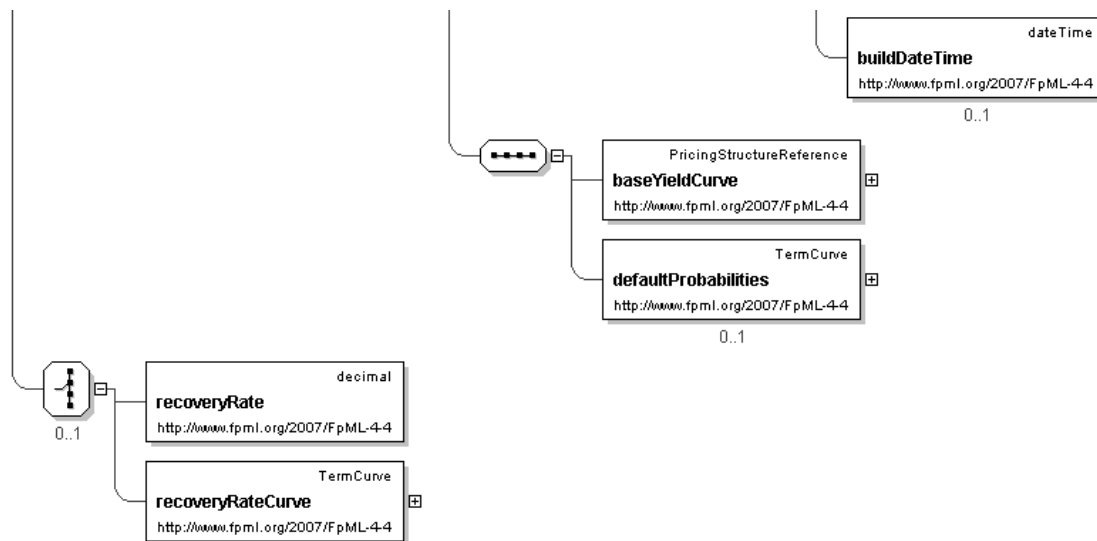 dateTime
buildDateTime
http://www.fpml.org/2007/FpML-4-4
0..1
PricingStructureReference
baseYieldCurve
http://www.fpml.org/2007/FpML-4-4
TermCurve
defaultProbabilities
http://www.fpml.org/2007/FpML-4-4
0..1
decimal
recoveryRate
http://www.fpml.org/2007/FpML-4-4
0..1
TermCurve
recoveryRateCurve
http://www.fpml.org/2007/FpML-4-4